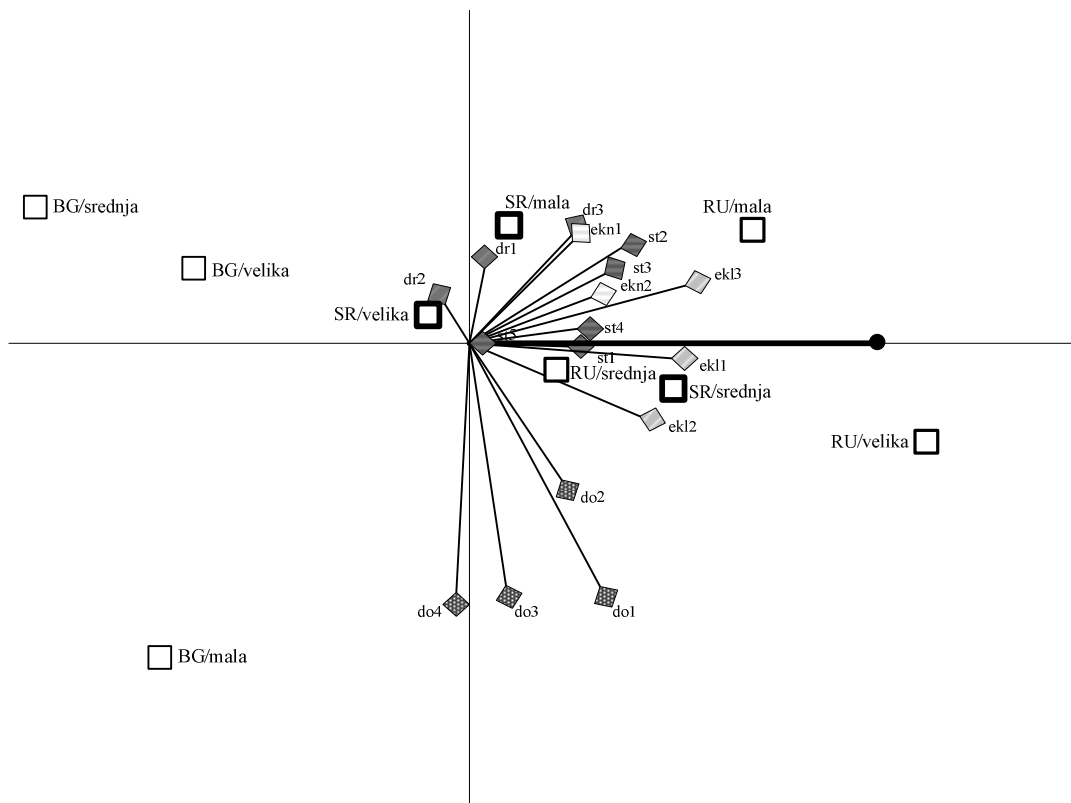 SR/mala
dr3
RU/mala
BG/srednja
ekn1
st2
dr1
st3
BG/velika
ekl3
dr2
ekn2
SR/velika
st4
st5
st1
ekl1
RU/srednja
SR/srednja
ekl2
RU/velika
do2
do4
do3
do1
BG/mala